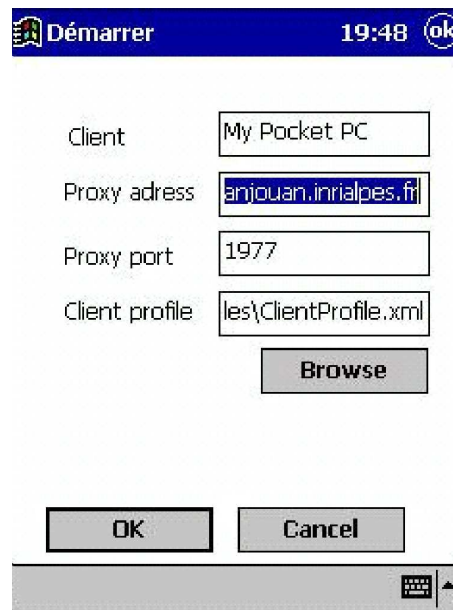 Démarrer 19:48 ok
Client My Pocket PC
Proxy adress anjouan.inrialpes.fr
Proxy port 1977
Client profile les\ClientProfile.xml
Browse
OK Cancel